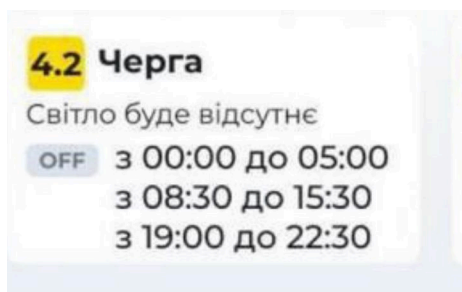 4.2 Черга
Світло буде відсутнє
OFF з 00:00 до 05:00
з 08:30 до 15:30
з 19:00 до 22:30